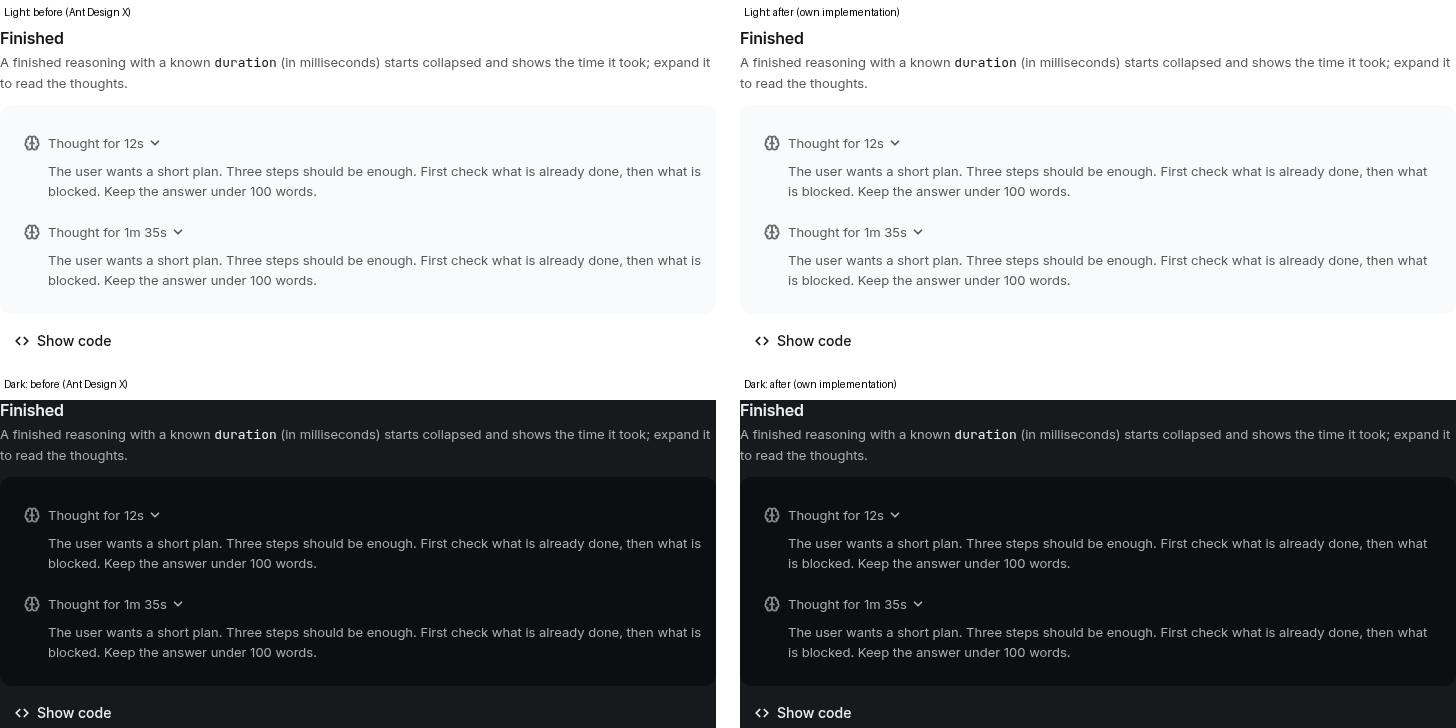 Light: before (Ant Design X)
Finished
A finished reasoning with a known duration (in milliseconds) starts collapsed and shows the time it took; expand it
to read the thoughts.
Thought for 12s
The user wants a short plan. Three steps should be enough. First check what is already done, then what is
blocked. Keep the answer under 100 words.
Thought for 1m 35s
The user wants a short plan. Three steps should be enough. First check what is already done, then what is
blocked. Keep the answer under 100 words.
Show code
Light: after (own implementation)
Finished
A finished reasoning with a known duration (in milliseconds) starts collapsed and shows the time it took; expand it
to read the thoughts.
Thought for 12s
The user wants a short plan. Three steps should be enough. First check what is already done, then what
is blocked. Keep the answer under 100 words.
Thought for 1m 35s
The user wants a short plan. Three steps should be enough. First check what is already done, then what
is blocked. Keep the answer under 100 words.
Show code
Dark: before (Ant Design X)
Finished
A finished reasoning with a known duration (in milliseconds) starts collapsed and shows the time it took; expand it
to read the thoughts.
Thought for 12s
The user wants a short plan. Three steps should be enough. First check what is already done, then what is
blocked. Keep the answer under 100 words.
Thought for 1m 35s
The user wants a short plan. Three steps should be enough. First check what is already done, then what is
blocked. Keep the answer under 100 words.
Show code
Dark: after (own implementation)
Finished
A finished reasoning with a known duration (in milliseconds) starts collapsed and shows the time it took; expand it
to read the thoughts.
Thought for 12s
The user wants a short plan. Three steps should be enough. First check what is already done, then what
is blocked. Keep the answer under 100 words.
Thought for 1m 35s
The user wants a short plan. Three steps should be enough. First check what is already done, then what
is blocked. Keep the answer under 100 words.
Show code